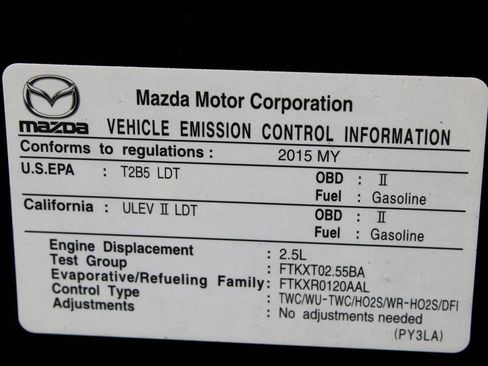 Mazda Motor Corporation
mazda VEHICLE EMISSION CONTROL INFORMATION
Conforms to regulations : 2015 MY
U.S.EPA : T2B5 LDT OBD : II
Fuel : Gasoline
California : ULEV II LDT OBD : II
Fuel : Gasoline
Engine Displacement : 2.5L
Test Group : FTKXT02.55BA
Evaporative/Refueling Family: FTKXR0120AAL
Control Type : TWC/WU-TWC/HO2S/WR-HO2S/DFI
Adjustments : No adjustments needed
(PY3LA)